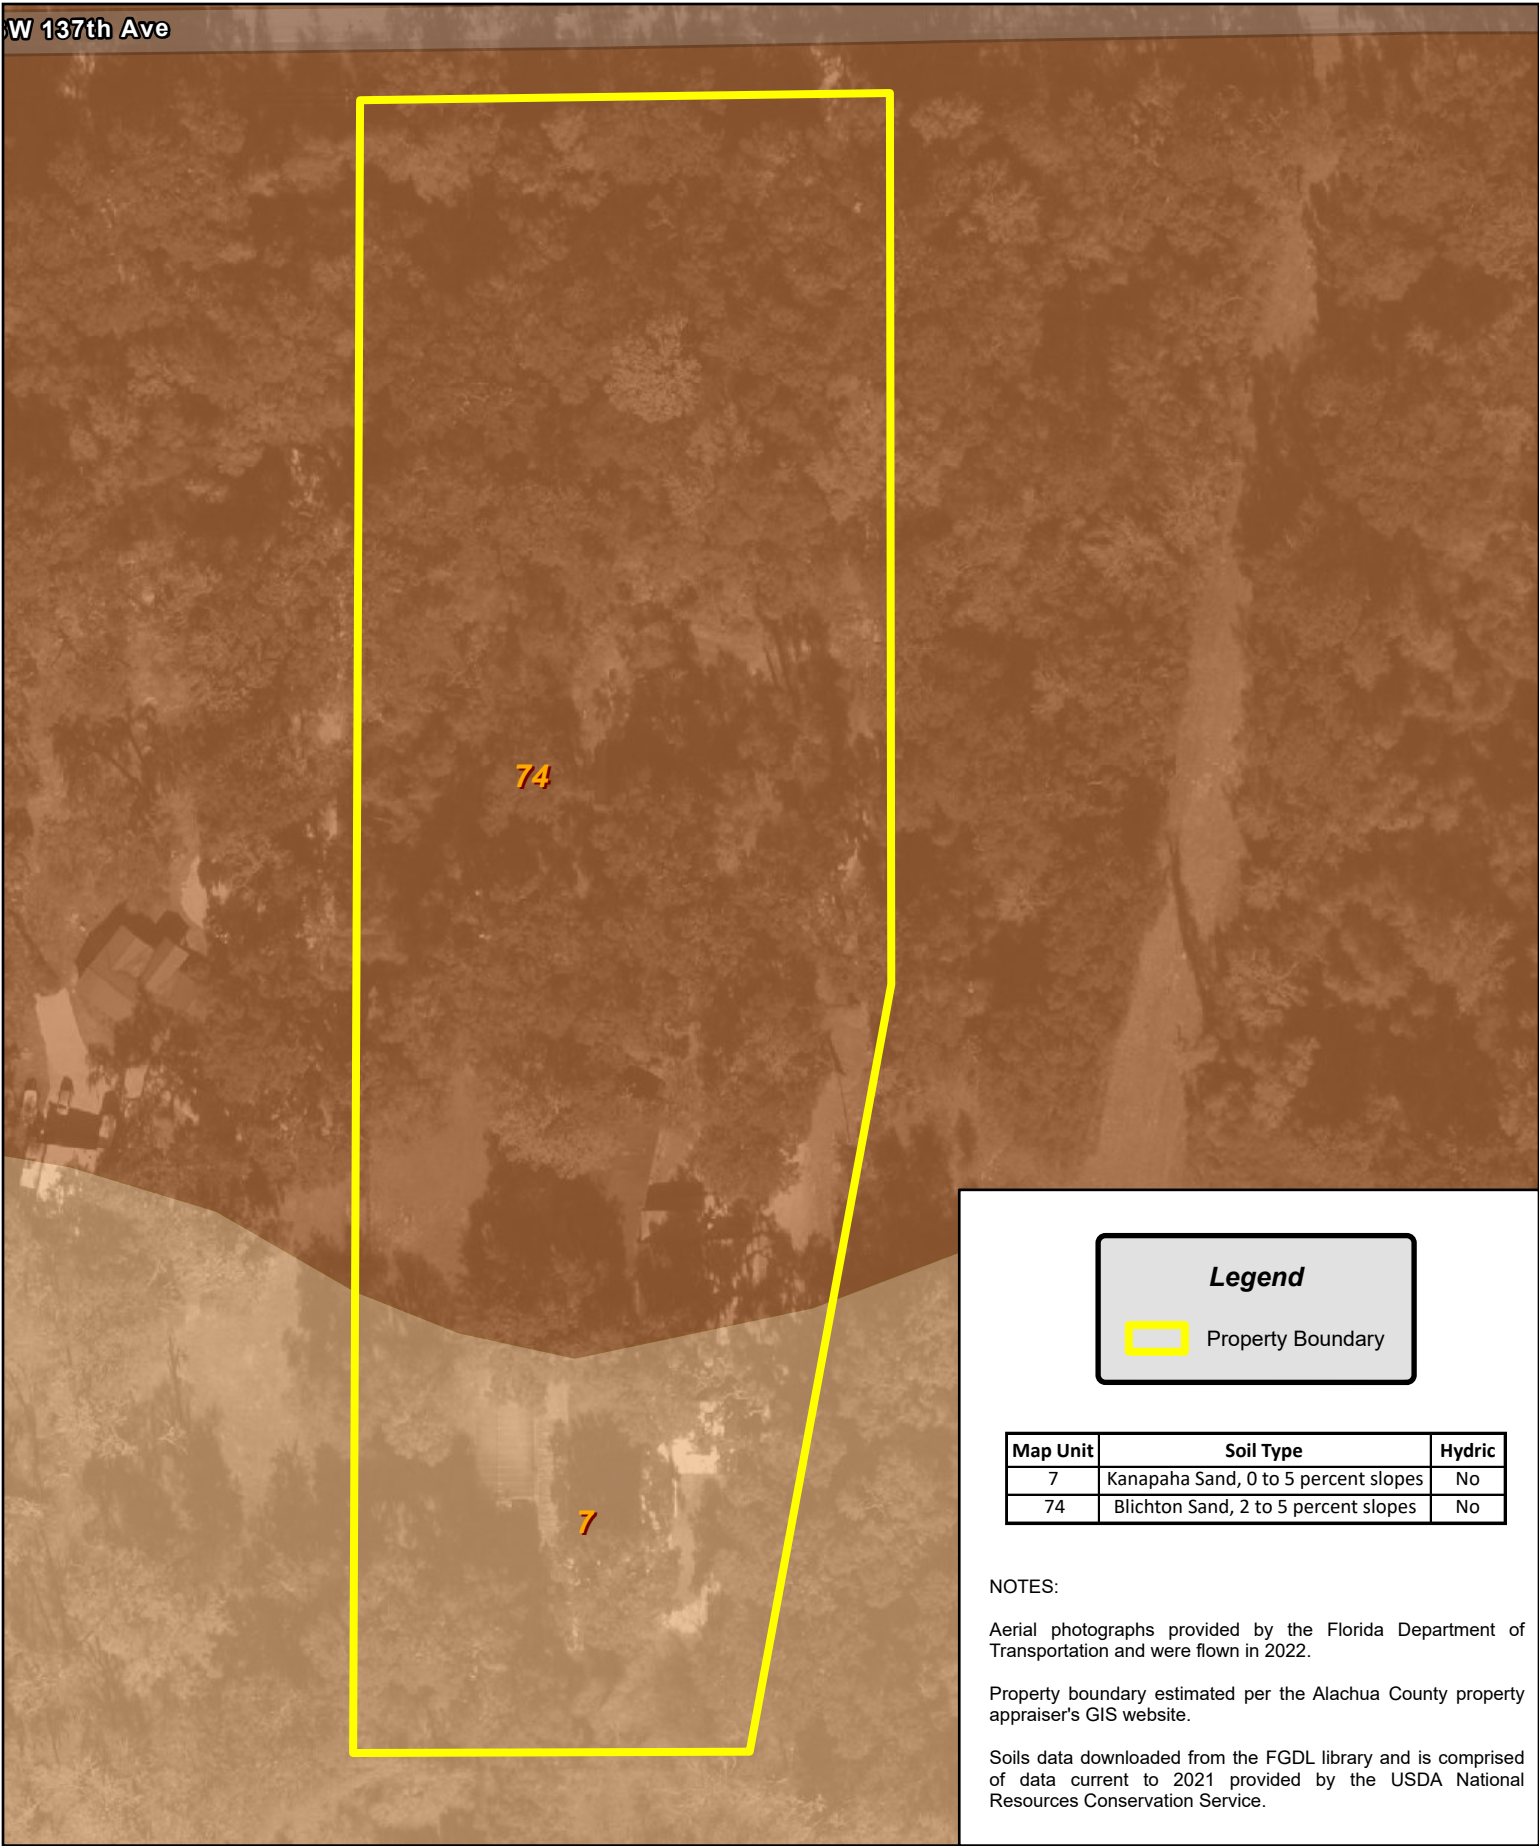 W 137th Ave
74
7
Legend
Property Boundary
Map Unit Soil Type Hydric
7 Kanapaha Sand, 0 to 5 percent slopes No
74 Blichton Sand, 2 to 5 percent slopes No
NOTES:
Aerial photographs provided by the Florida Department of
Transportation and were flown in 2022.
Property boundary estimated per the Alachua County property
appraiser's GIS website.
Soils data downloaded from the FGDL library and is comprised
of data current to 2021 provided by the USDA National
Resources Conservation Service.